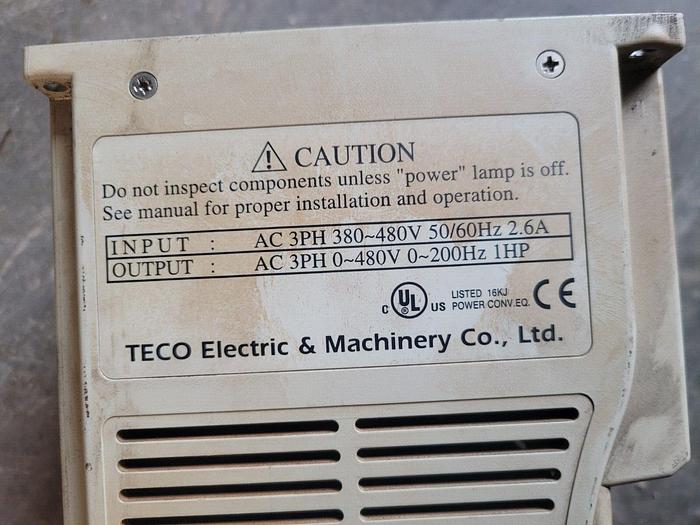 CAUTION
Do not inspect components unless "power" lamp is off.
See manual for proper installation and operation.
INPUT : AC 3PH 380~480V 50/60Hz 2.6A
OUTPUT : AC 3PH 0~480V 0~200Hz 1HP
C UL US LISTED 16KJ CE
POWER CONV.EQ.
TECO Electric & Machinery Co., Ltd.